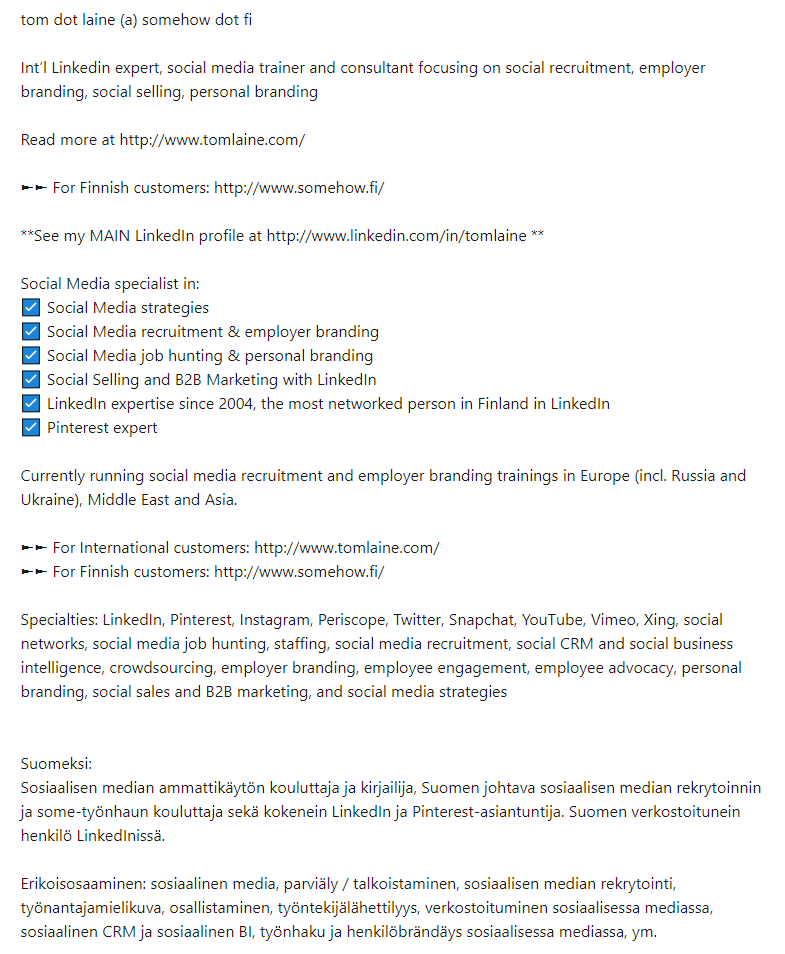 tom dot laine (a) somehow dot fi
Int'l Linkedin expert, social media trainer and consultant focusing on social recruitment, employer
branding, social selling, personal branding
Read more at http://www.tomlaine.com/
►► For Finnish customers: http://www.somehow.fi/
**See my MAIN LinkedIn profile at http://www.linkedin.com/in/tomlaine **
Social Media specialist in:
☑ Social Media strategies
☑ Social Media recruitment & employer branding
☑ Social Media job hunting & personal branding
☑ Social Selling and B2B Marketing with LinkedIn
☑ LinkedIn expertise since 2004, the most networked person in Finland in LinkedIn
☑ Pinterest expert
Currently running social media recruitment and employer branding trainings in Europe (incl. Russia and
Ukraine), Middle East and Asia.
►► For International customers: http://www.tomlaine.com/
►► For Finnish customers: http://www.somehow.fi/
Specialties: LinkedIn, Pinterest, Instagram, Periscope, Twitter, Snapchat, YouTube, Vimeo, Xing, social
networks, social media job hunting, staffing, social media recruitment, social CRM and social business
intelligence, crowdsourcing, employer branding, employee engagement, employee advocacy, personal
branding, social sales and B2B marketing, and social media strategies
Suomeksi:
Sosiaalisen median ammattikäytön kouluttaja ja kirjailija, Suomen johtava sosiaalisen median rekrytoinnin
ja some-työnhaun kouluttaja sekä kokenein LinkedIn ja Pinterest-asiantuntija. Suomen verkostoitunein
henkilö LinkedInissä.
Erikoisosaaminen: sosiaalinen media, parviäly / talkoistaminen, sosiaalisen median rekrytointi,
työnantajamielikuva, osallistaminen, työntekijälähettilyys, verkostoituminen sosiaalisessa mediassa,
sosiaalinen CRM ja sosiaalinen BI, työnhaku ja henkilöbrändäys sosiaalisessa mediassa, ym.